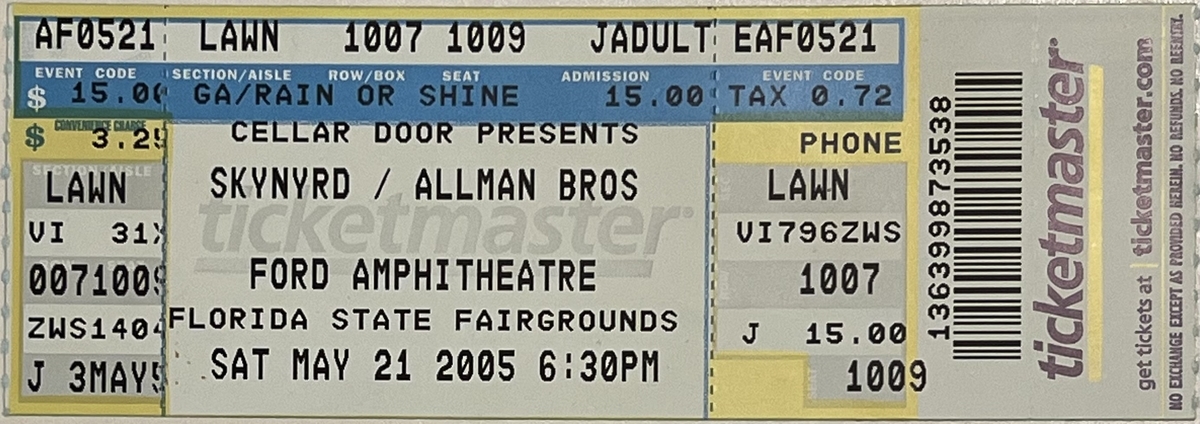 AF0521 LAWN 1007 1009 JADULT EAF0521
EVENT CODE SECTION/AISLE ROW/BOX SEAT ADMISSION EVENT CODE
$ 15.00 GA/RAIN OR SHINE 15.00 TAX 0.72
CONVENIENCE CHARGE
$ 3.25 CELLAR DOOR PRESENTS PHONE
SECTION/AISLE
LAWN SKYNYRD / ALLMAN BROS LAWN
ticketmaster
VI 31X VI796ZWS
0071009 FORD AMPHITHEATRE 1007
ZWS1404 FLORIDA STATE FAIRGROUNDS J 15.00
J 3MAY5 SAT MAY 21 2005 6:30PM 1009
1363999873538
ticketmaster
get tickets at ticketmaster.com
NO EXCHANGE EXCEPT AS PROVIDED HEREIN. NO REFUNDS. NO REENTRY.